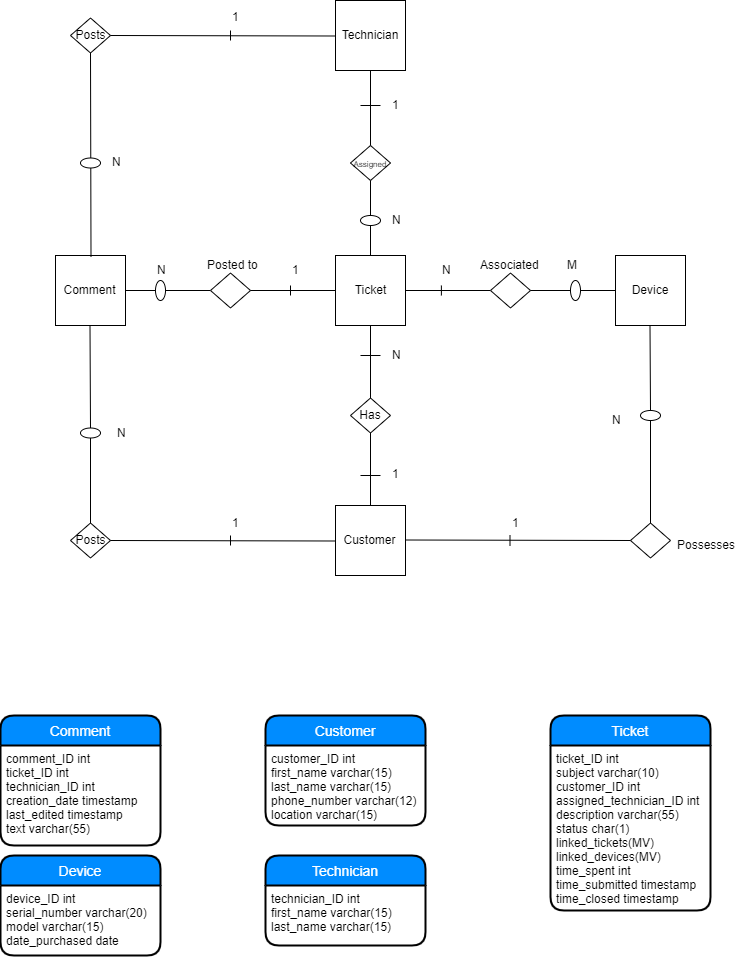 1
Posts
Technician
1
Assigned
N
N
Comment
N
Posted to
1
Ticket
N
Associated
M
Device
N
Has
N
N
1
Posts
1
Customer
1
Possesses
Comment
comment_ID int
ticket_ID int
technician_ID int
creation_date timestamp
last_edited timestamp
text varchar(55)
Customer
customer_ID int
first_name varchar(15)
last_name varchar(15)
phone_number varchar(12)
location varchar(15)
Ticket
ticket_ID int
subject varchar(10)
customer_ID int
assigned_technician_ID int
description varchar(55)
status char(1)
linked_tickets(MV)
linked_devices(MV)
time_spent int
time_submitted timestamp
time_closed timestamp
Device
device_ID int
serial_number varchar(20)
model varchar(15)
date_purchased date
Technician
technician_ID int
first_name varchar(15)
last_name varchar(15)